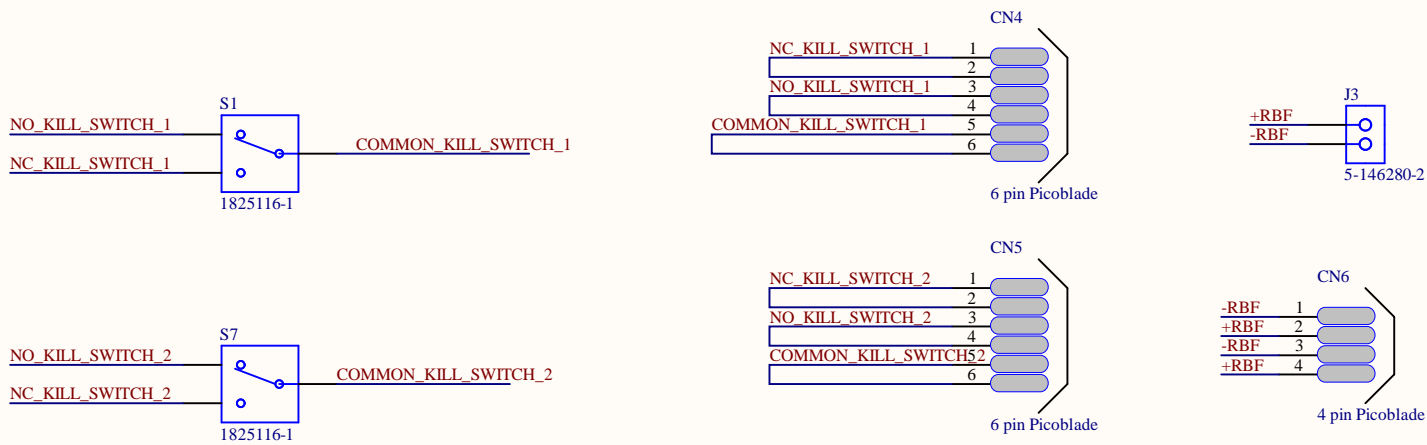 S1
NO_KILL_SWITCH_1
NC_KILL_SWITCH_1
COMMON_KILL_SWITCH_1
1825116-1
S7
NO_KILL_SWITCH_2
NC_KILL_SWITCH_2
COMMON_KILL_SWITCH_2
1825116-1
CN4
NC_KILL_SWITCH_1 1
2
NO_KILL_SWITCH_1 3
4
COMMON_KILL_SWITCH_1 5
6
6 pin Picoblade
CN5
NC_KILL_SWITCH_2 1
2
NO_KILL_SWITCH_2 3
4
COMMON_KILL_SWITCH_2 5
6
6 pin Picoblade
J3
+RBF
-RBF
5-146280-2
CN6
-RBF 1
+RBF 2
-RBF 3
+RBF 4
4 pin Picoblade